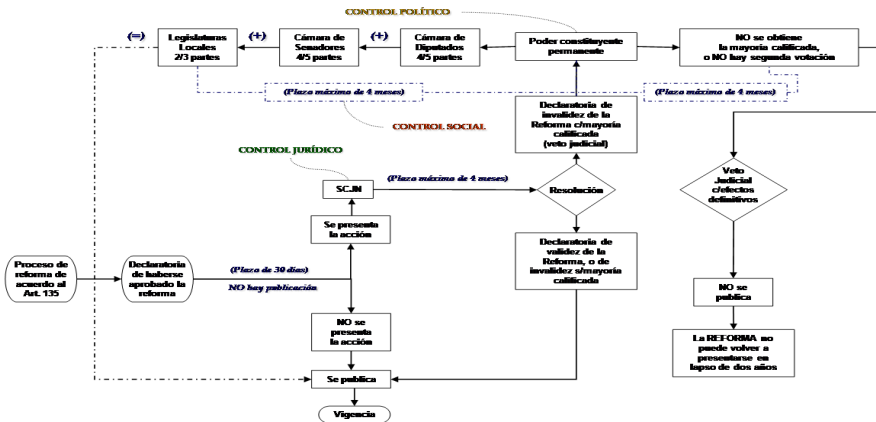 CONTROL POLÍTICO
(=)
Legislaturas
Locales
2/3 partes
(+)
Cámara de
Senadores
4/5 partes
(+)
Cámara de
Diputados
4/5 partes
Poder constituyente
permanente
NO se obtiene
la mayoría calificada,
o NO hay segunda votación
(Plazo máximo de 4 meses)
(Plazo máximo de 4 meses)
CONTROL SOCIAL
Declaratoria de
invalidez de la
Reforma c/mayoría
calificada
(veto judicial)
CONTROL JURÍDICO
SCJN
(Plazo máximo de 4 meses)
Resolución
Veto
Judicial
c/efectos
definitivos
Se presenta
la acción
Declaratoria de
validez de la
Reforma, o de
invalidez s/mayoría
calificada
Proceso de
reforma de
acuerdo al
Art. 135
Declaratoria
de haberse
aprobado la
reforma
(Plazo de 30 días)
NO hay publicación
NO se
publica
NO se
presenta
la acción
La REFORMA no
puede volver a
presentarse en
lapso de dos años
Se publica
Vigencia